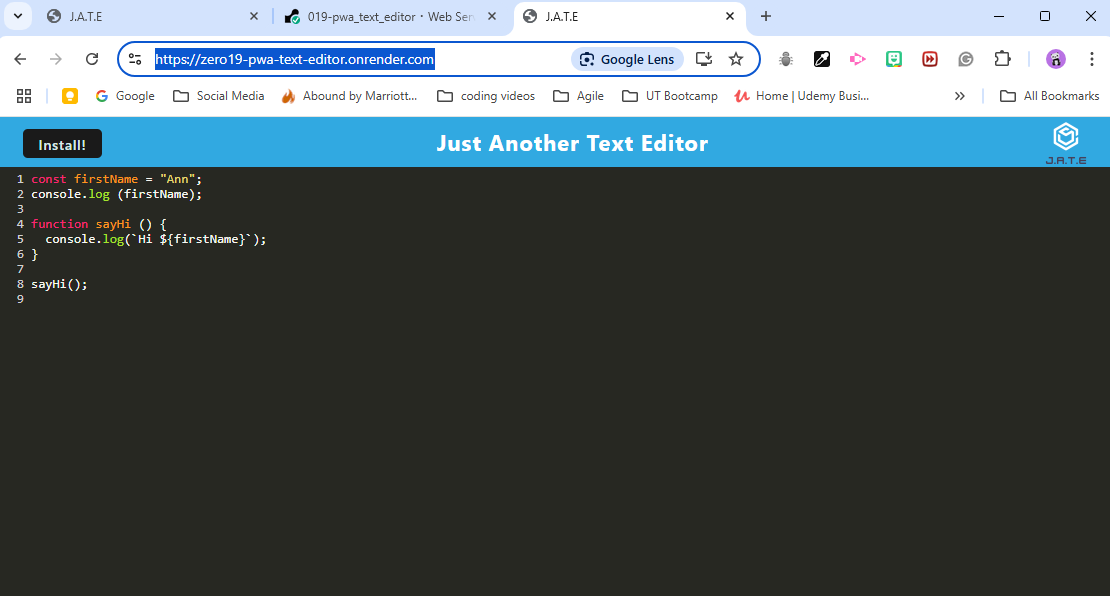 J.A.T.E
019-pwa_text_editor · Web Ser
J.A.T.E
https://zero19-pwa-text-editor.onrender.com
Google Lens
Google
Social Media
Abound by Marriott...
coding videos
Agile
UT Bootcamp
Home | Udemy Busi...
All Bookmarks
Install!
Just Another Text Editor
J.A.T.E
1 const firstName = "Ann";
2 console.log (firstName);
3
4 function sayHi () {
5   console.log(`Hi ${firstName}`);
6 }
7
8 sayHi();
9